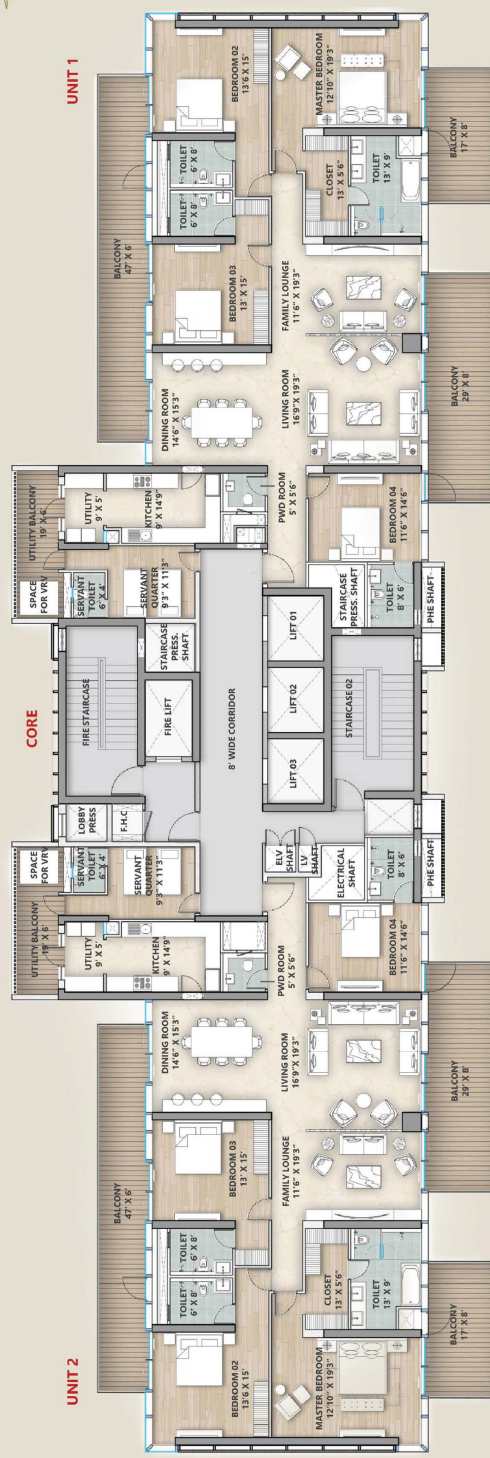 UNIT 2
CORE
UNIT 1
BALCONY
47' X 6'
BEDROOM 02
13'6 X 15'
TOILET
6' X 8'
TOILET
6' X 8'
BEDROOM 03
13' X 15'
DINING ROOM
14'6" X 15'3"
UTILITY BALCONY
19' X 6'
UTILITY
9' X 5'
KITCHEN
9' X 14'9"
SPACE
FOR VRV
SERVANT
TOILET
6' X 4'
SERVANT
QUARTER
9'3" X 11'3"
LOBBY
PRESS
F.H.C.
FIRE STAIRCASE
FIRE LIFT
STAIRCASE
PRESS.
SHAFT
SPACE
FOR VRV
SERVANT
TOILET
6' X 4'
SERVANT
QUARTER
9'3" X 11'3"
UTILITY BALCONY
19' X 6'
UTILITY
9' X 5'
KITCHEN
9' X 14'9"
DINING ROOM
14'6" X 15'3"
BALCONY
47' X 6'
BEDROOM 03
13' X 15'
TOILET
6' X 8'
TOILET
6' X 8'
BEDROOM 02
13'6 X 15'
8' WIDE CORRIDOR
MASTER BEDROOM
12'10" X 19'3"
CLOSET
13' X 5'6"
TOILET
13' X 9'
FAMILY LOUNGE
11'6" X 19'3"
LIVING ROOM
16'9" X 19'3"
PWD ROOM
5' X 5'6"
BEDROOM 04
11'6" X 14'6"
ELV
SHAFT
LV
SHAFT
ELECTRICAL
SHAFT
TOILET
8' X 6'
PHE SHAFT
LIFT 03
LIFT 02
LIFT 01
STAIRCASE 02
STAIRCASE
PRESS. SHAFT
TOILET
8' X 6'
PHE SHAFT
PWD ROOM
5' X 5'6"
BEDROOM 04
11'6" X 14'6"
LIVING ROOM
16'9" X 19'3"
FAMILY LOUNGE
11'6" X 19'3"
CLOSET
13' X 5'6"
TOILET
13' X 9'
MASTER BEDROOM
12'10" X 19'3"
BALCONY
17' X 8'
BALCONY
29' X 8'
BALCONY
29' X 8'
BALCONY
17' X 8'